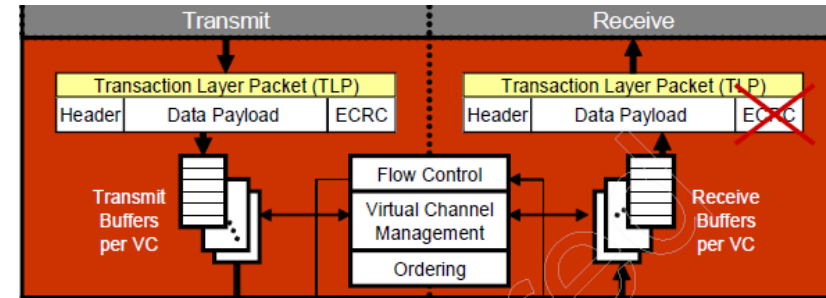 Transmit
Receive
Transaction Layer Packet (TLP)
Header Data Payload ECRC
Transaction Layer Packet (TLP)
Header Data Payload ECRC
Transmit
Buffers
per VC
Flow Control
Virtual Channel
Management
Ordering
Receive
Buffers
per VC